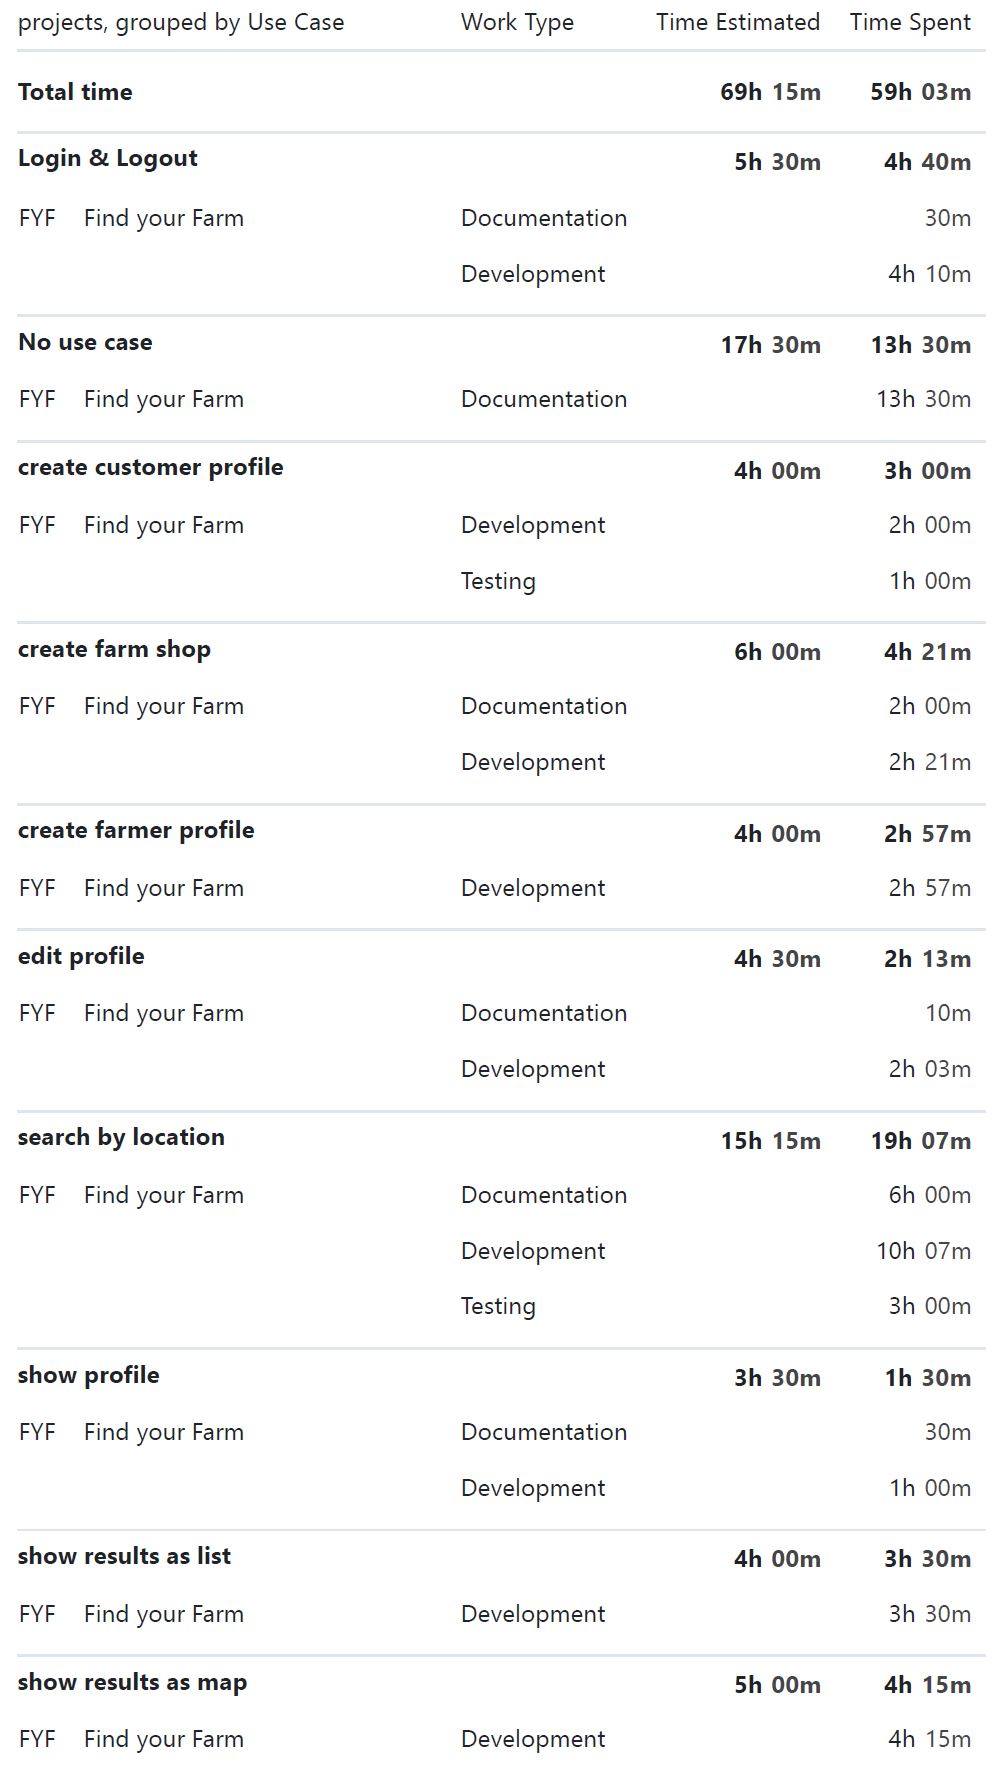 projects, grouped by Use Case Work Type Time Estimated Time Spent
Total time 69h 15m 59h 03m
Login & Logout 5h 30m 4h 40m
FYF Find your Farm Documentation 30m
Development 4h 10m
No use case 17h 30m 13h 30m
FYF Find your Farm Documentation 13h 30m
create customer profile 4h 00m 3h 00m
FYF Find your Farm Development 2h 00m
Testing 1h 00m
create farm shop 6h 00m 4h 21m
FYF Find your Farm Documentation 2h 00m
Development 2h 21m
create farmer profile 4h 00m 2h 57m
FYF Find your Farm Development 2h 57m
edit profile 4h 30m 2h 13m
FYF Find your Farm Documentation 10m
Development 2h 03m
search by location 15h 15m 19h 07m
FYF Find your Farm Documentation 6h 00m
Development 10h 07m
Testing 3h 00m
show profile 3h 30m 1h 30m
FYF Find your Farm Documentation 30m
Development 1h 00m
show results as list 4h 00m 3h 30m
FYF Find your Farm Development 3h 30m
show results as map 5h 00m 4h 15m
FYF Find your Farm Development 4h 15m